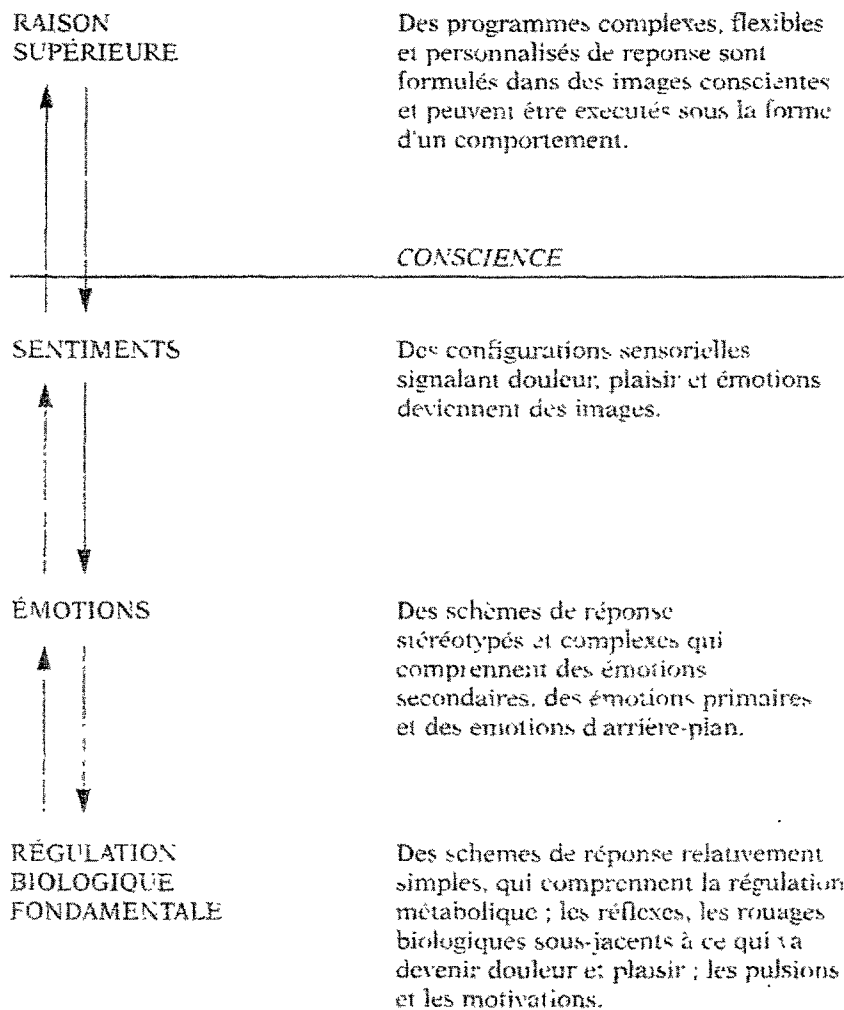 RAISON
SUPÉRIEURE
Des programmes complexes, flexibles
et personnalisés de reponse sont
formulés dans des images conscientes
et peuvent être executés sous la forme
d'un comportement.
CONSCIENCE
SENTIMENTS
Des configurations sensorielles
signalant douleur, plaisir et émotions
deviennent des images.
ÉMOTIONS
Des schèmes de réponse
stéréotypés et complexes qui
comprennent des émotions
secondaires, des émotions primaires
et des emotions d'arrière-plan.
RÉGULATION
BIOLOGIQUE
FONDAMENTALE
Des schemes de réponse relativement
simples, qui comprennent la régulation
métabolique ; les réflexes, les rouages
biologiques sous-jacents à ce qui va
devenir douleur et plaisir ; les pulsions
et les motivations.